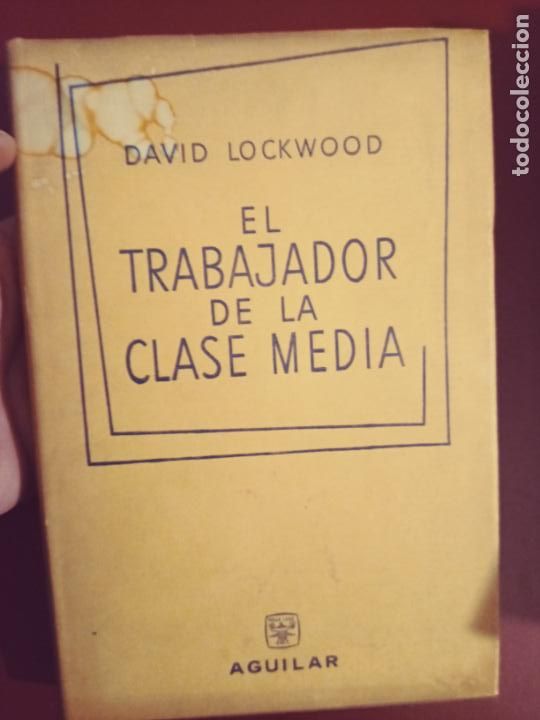 DAVID LOCKWOOD
EL
TRABAJADOR
DE LA
CLASE MEDIA
AGUILAR
todocoleccion